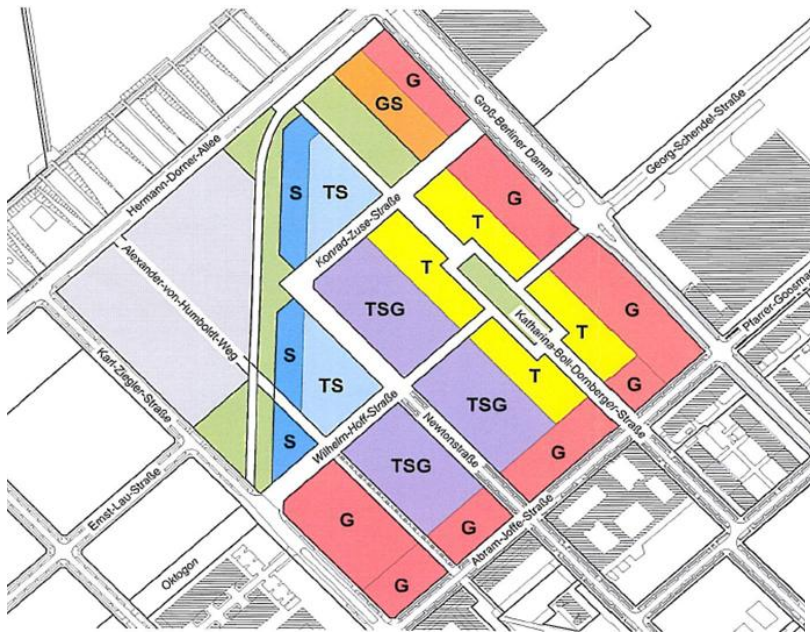 G
GS
Groß-Berliner Damm
Georg-Schendel-Straße
Hermann-Dorner-Allee
S
TS
Konrad-Zuse-Straße
T
G
T
TSG
G
T
Pfarrer-Goosmann
Alexander-von-Humboldt-Weg
Karl-Ziegler-Straße
S
TS
Katharina-Boll-Dornberger-Straße
T
G
TSG
Newtonstraße
Wilhelm-Hoff-Straße
S
TSG
G
G
G
Abram-Joffe-Straße
G
Ernst-Lau-Straße
Oktogon